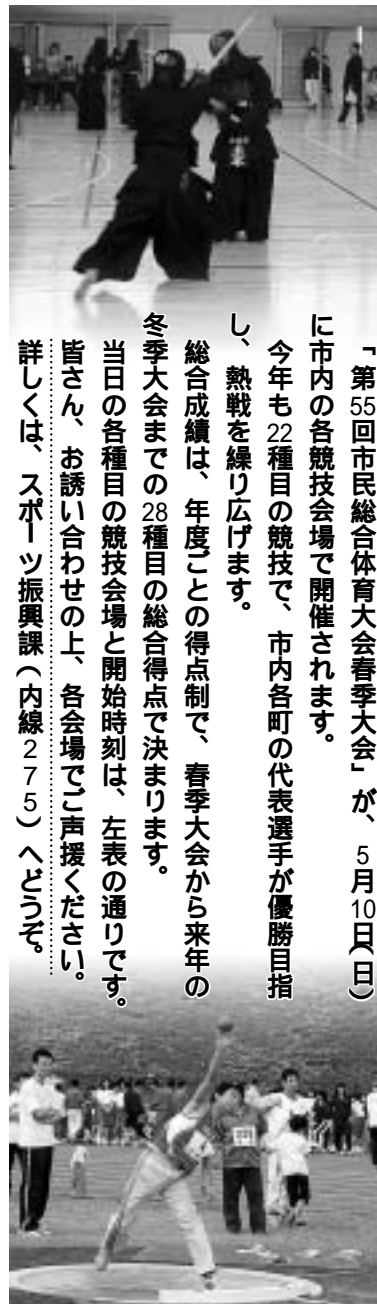 「第55回市民総合体育大会春季大会」が、5月10日(日)
に市内の各競技会場で開催されます。
今年も22種目の競技で、市内各町の代表選手が優勝目指
し、熱戦を繰り広げます。
総合成績は、年度ごとの得点制で、春季大会から来年の
冬季大会までの28種目の総合得点で決まります。
当日の各種目の競技会場と開始時刻は、左表の通りです。
皆さん、お誘い合わせの上、各会場でご声援ください。
詳しくは、スポーツ振興課(内線275)へどうぞ。